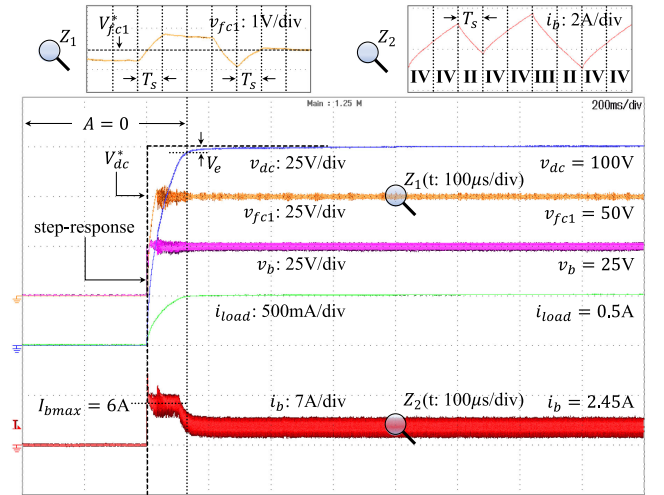 Z1
V*fc1
vfc1: 1V/div
Ts
Ts
Z2
Ts
ib: 2A/div
IV IV II IV IV III II IV IV
Main : 1.25 M
200ms/div
A = 0
V*dc
Ve
vdc: 25V/div
vdc = 100V
Z1(t: 100μs/div)
vfc1: 25V/div
vfc1 = 50V
step-response
vb: 25V/div
vb = 25V
iload: 500mA/div
iload = 0.5A
Ibmax = 6A
ib: 7A/div
Z2(t: 100μs/div)
ib = 2.45A